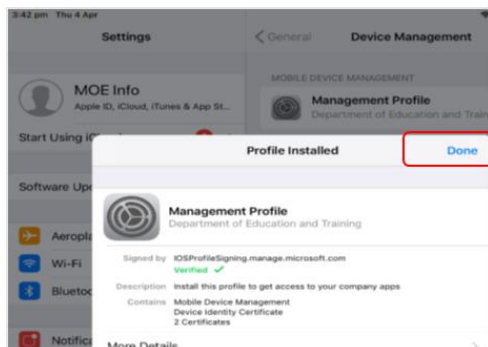 3:42 pm Thu 4 Apr
Settings
General
Device Management
MOE Info
Apple ID, iCloud, iTunes & App St...
MOBILE DEVICE MANAGEMENT
Management Profile
Department of Education and Train
Start Using
Profile Installed
Done
Software
Management Profile
Department of Education and Training
Signed by IOSProfileSigning.manage.microsoft.com
Verified ✓
Description Install this profile to get access to your company apps
Contains Mobile Device Management
Device Identity Certificate
2 Certificates
More Details
Aeropla
Wi-Fi
Bluetoo
Notifica